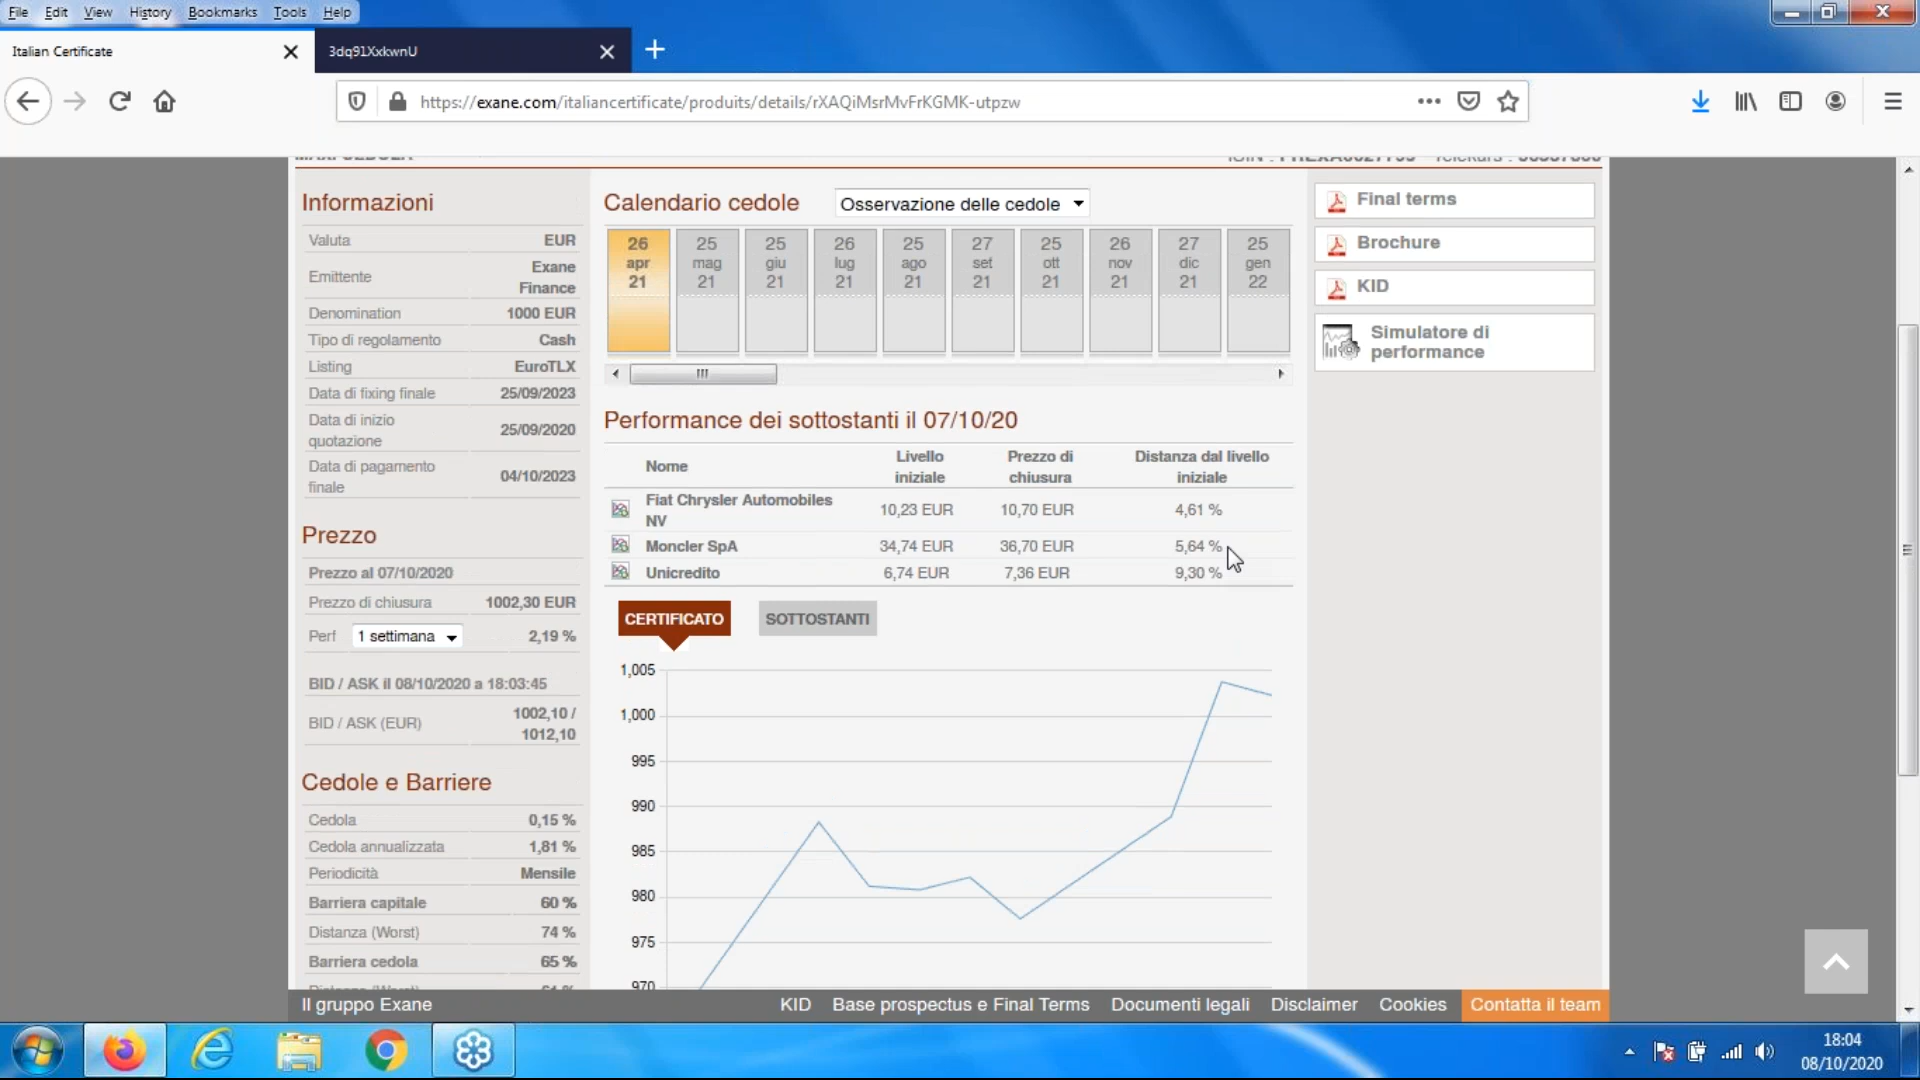 File Edit View History Bookmarks Tools Help
Italian Certificate
3dq91XxkwnU
https://exane.com/italiancertificate/produits/details/rXAQiMsrMvFrKGMK-utpzw
Informazioni
Valuta EUR
Emittente Exane Finance
Denomination 1000 EUR
Tipo di regolamento Cash
Listing EuroTLX
Data di fixing finale 25/09/2023
Data di inizio quotazione 25/09/2020
Data di pagamento finale 04/10/2023
Prezzo
Prezzo al 07/10/2020
Prezzo di chiusura 1002,30 EUR
Perf 1 settimana 2,19 %
BID / ASK il 08/10/2020 a 18:03:45
BID / ASK (EUR) 1002,10 / 1012,10
Cedole e Barriere
Cedola 0,15 %
Cedola annualizzata 1,81 %
Periodicità Mensile
Barriera capitale 60 %
Distanza (Worst) 74 %
Barriera cedola 65 %
Calendario cedole Osservazione delle cedole
26 apr 21
25 mag 21
25 giu 21
26 lug 21
25 ago 21
27 set 21
25 ott 21
26 nov 21
27 dic 21
25 gen 22
Performance dei sottostanti il 07/10/20
Nome Livello iniziale Prezzo di chiusura Distanza dal livello iniziale
Fiat Chrysler Automobiles NV 10,23 EUR 10,70 EUR 4,61 %
Moncler SpA 34,74 EUR 36,70 EUR 5,64 %
Unicredito 6,74 EUR 7,36 EUR 9,30 %
CERTIFICATO SOTTOSTANTI
1,005
1,000
995
990
985
980
975
970
Final terms
Brochure
KID
Simulatore di performance
Il gruppo Exane KID Base prospectus e Final Terms Documenti legali Disclaimer Cookies Contatta il team
18:04
08/10/2020